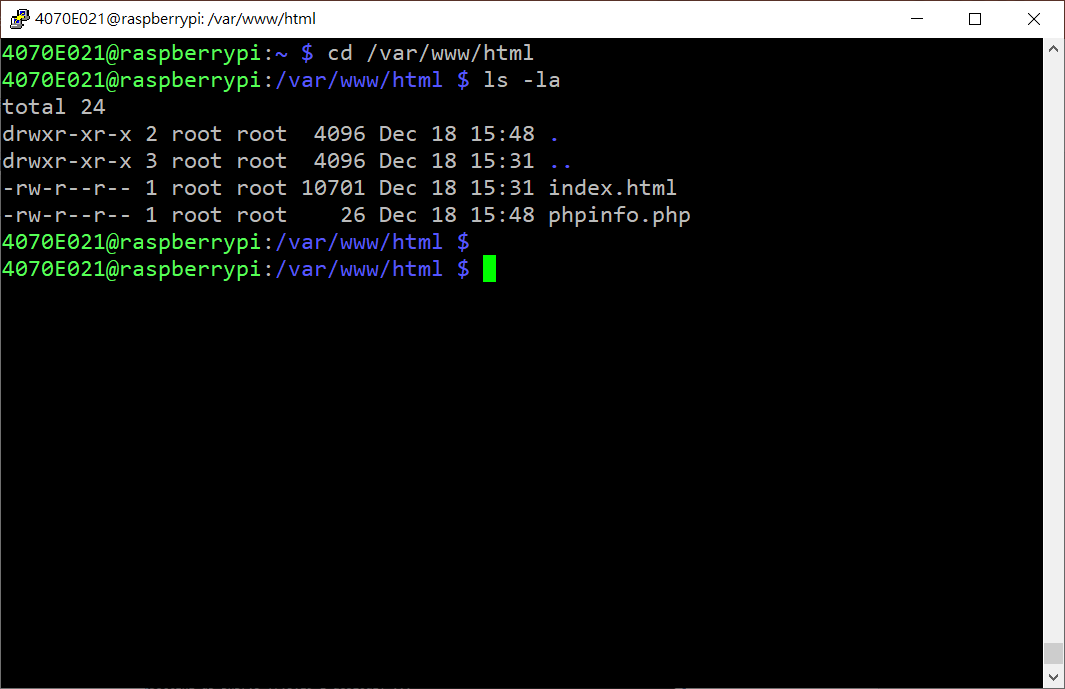 4070E021@raspberrypi: /var/www/html
4070E021@raspberrypi:~ $ cd /var/www/html
4070E021@raspberrypi:/var/www/html $ ls -la
total 24
drwxr-xr-x 2 root root  4096 Dec 18 15:48 .
drwxr-xr-x 3 root root  4096 Dec 18 15:31 ..
-rw-r--r-- 1 root root 10701 Dec 18 15:31 index.html
-rw-r--r-- 1 root root    26 Dec 18 15:48 phpinfo.php
4070E021@raspberrypi:/var/www/html $
4070E021@raspberrypi:/var/www/html $